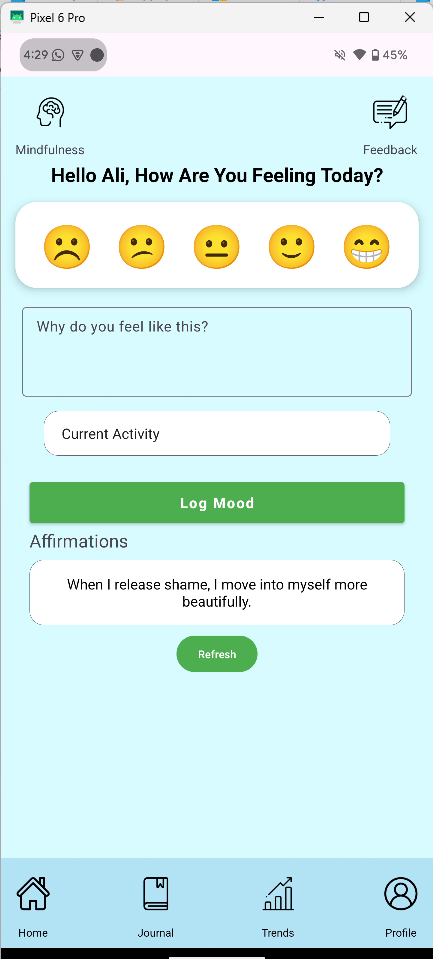 Pixel 6 Pro
4:29
45%
Mindfulness
Feedback
Hello Ali, How Are You Feeling Today?
Why do you feel like this?
Current Activity
Log Mood
Affirmations
When I release shame, I move into myself more
beautifully.
Refresh
Home
Journal
Trends
Profile